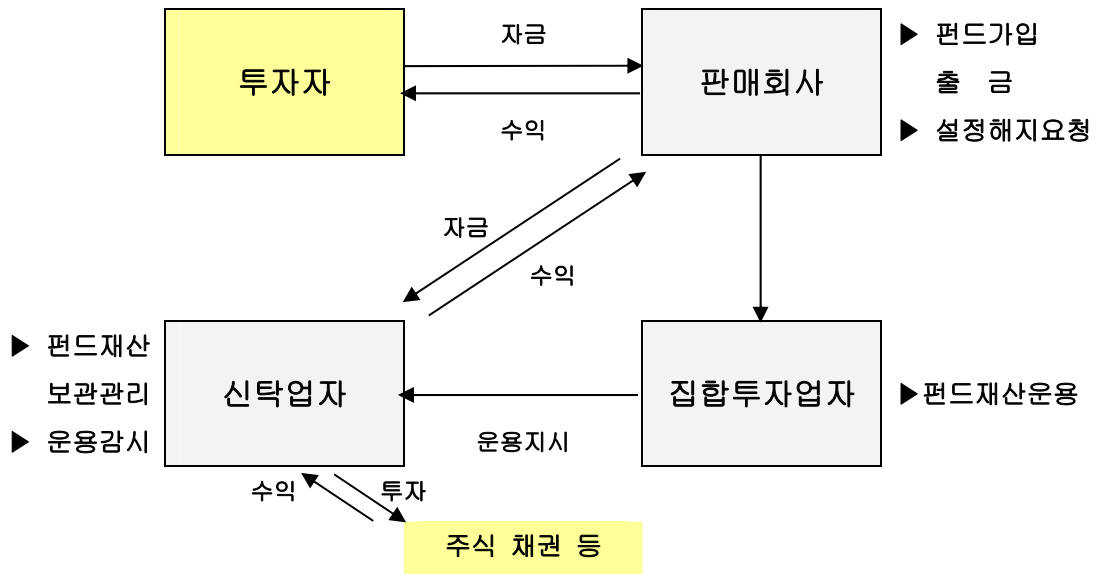 자금
투자자
판매회사
▶ 펀드가입
출 금
▶ 설정해지요청
수익
자금
수익
▶ 펀드재산
보관관리
▶ 운용감시
신탁업자
집합투자업자
▶펀드재산운용
운용지시
수익
투자
주식 채권 등